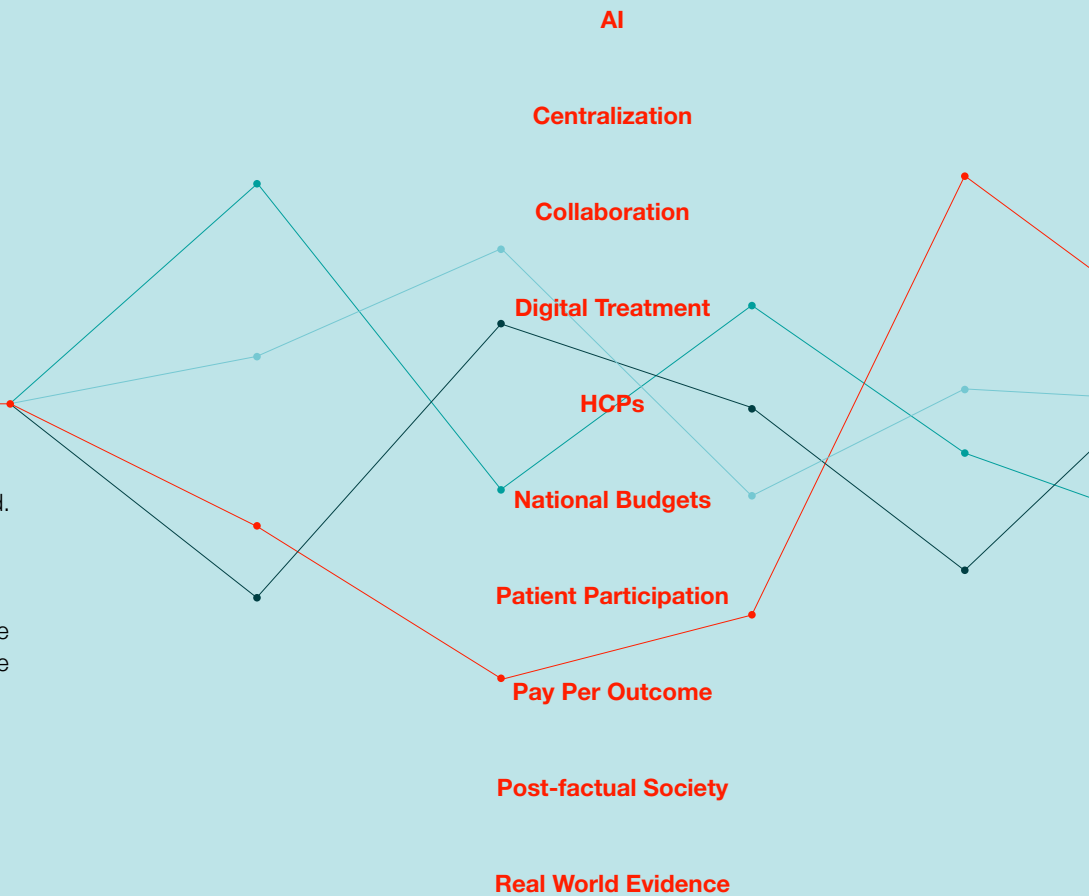 AI
Centralization
Collaboration
Digital Treatment
HCPs
National Budgets
Patient Participation
Pay Per Outcome
Post-factual Society
Real World Evidence